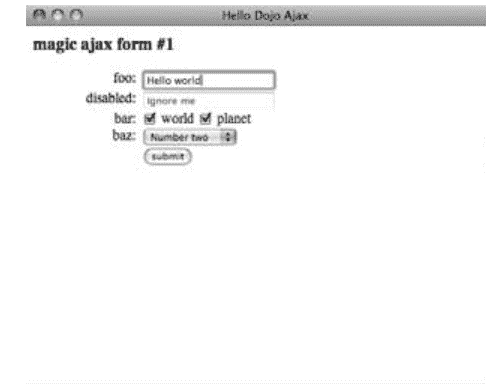 Hello Dojo Ajax
magic ajax form #1
foo: Hello world
disabled: Ignore me
bar: world planet
baz: Number two
submit